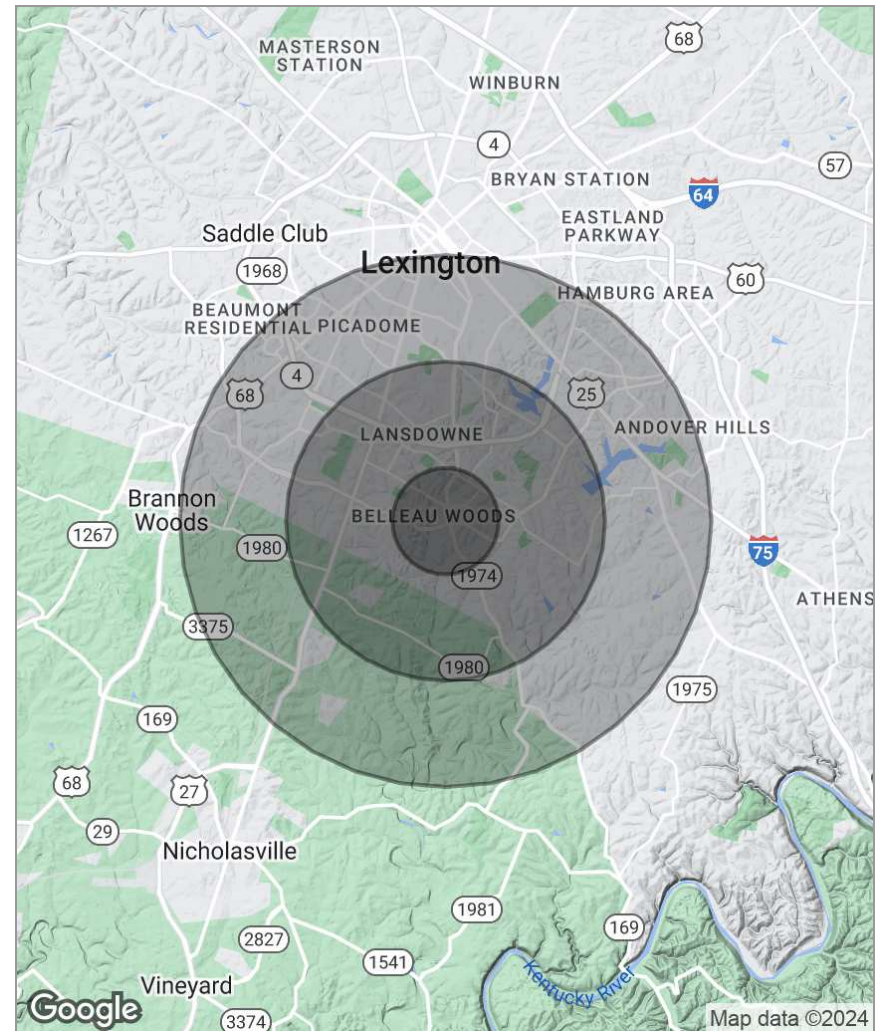 68
MASTERSON
STATION
WINBURN
4
57
BRYAN STATION
64
EASTLAND
PARKWAY
Saddle Club
Lexington
1968
60
HAMBURG AREA
BEAUMONT
RESIDENTIAL
PICADOME
4
68
25
LANSDOWNE
ANDOVER HILLS
Brannon
Woods
BELLEAU WOODS
1267
1980
75
1974
ATHENS
3375
1980
1975
169
68
27
29
Nicholasville
1981
169
2827
1541
Kentucky River
Vineyard
3374
Google
Map data ©2024